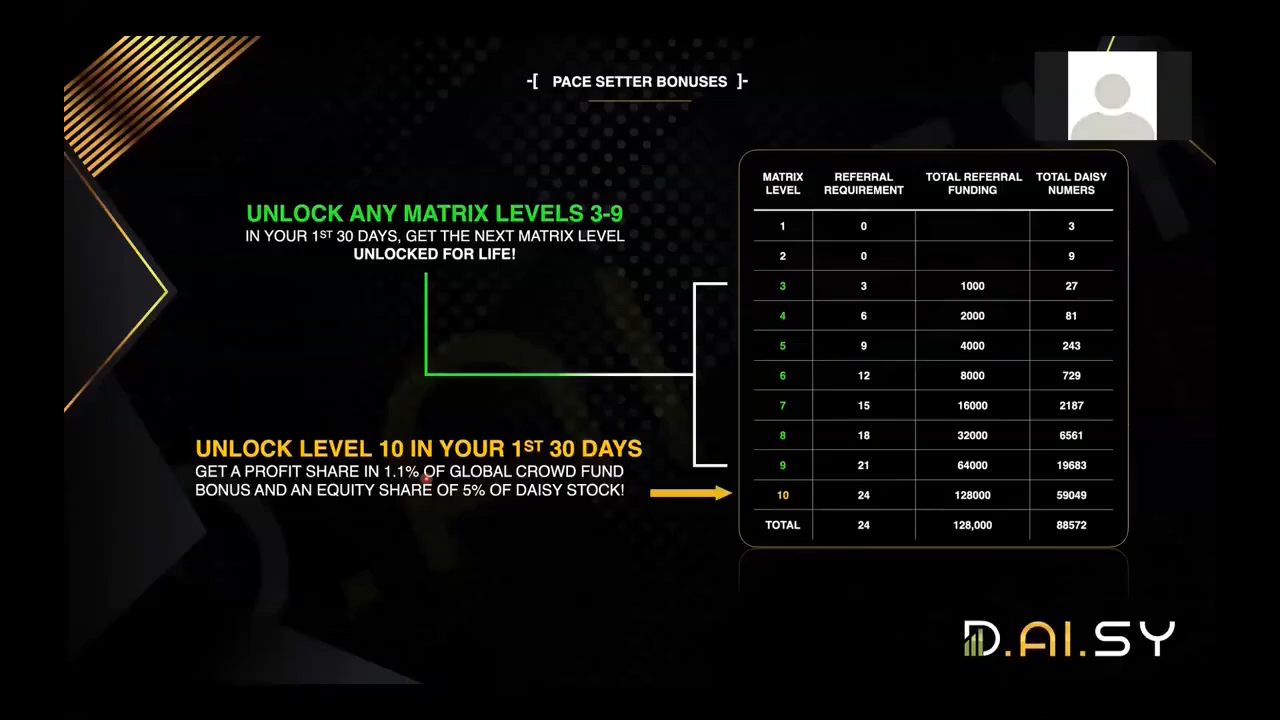 -[ PACE SETTER BONUSES ]-
UNLOCK ANY MATRIX LEVELS 3-9
IN YOUR 1ST 30 DAYS, GET THE NEXT MATRIX LEVEL
UNLOCKED FOR LIFE!
UNLOCK LEVEL 10 IN YOUR 1ST 30 DAYS
GET A PROFIT SHARE IN 1.1% OF GLOBAL CROWD FUND
BONUS AND AN EQUITY SHARE OF 5% OF DAISY STOCK!
MATRIX LEVEL REFERRAL REQUIREMENT TOTAL REFERRAL FUNDING TOTAL DAISY NUMERS
1 0 3
2 0 9
3 3 1000 27
4 6 2000 81
5 9 4000 243
6 12 8000 729
7 15 16000 2187
8 18 32000 6561
9 21 64000 19683
10 24 128000 59049
TOTAL 24 128,000 88572
D.AI.SY